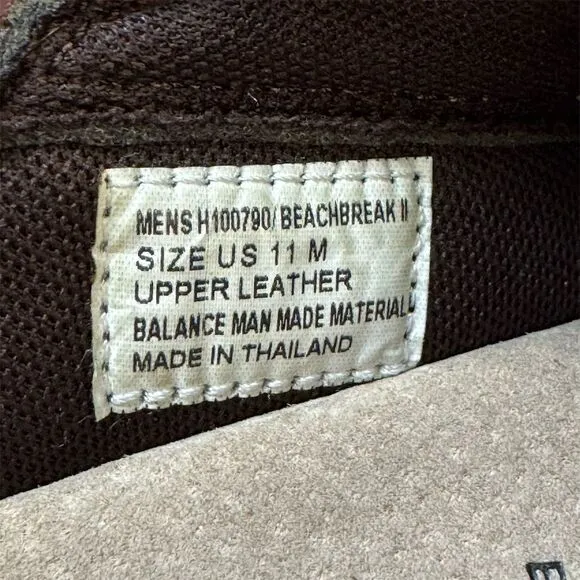 MENS H100790/BEACHBREAK II
SIZE US 11 M
UPPER LEATHER
BALANCE MAN MADE MATERIAL
MADE IN THAILAND